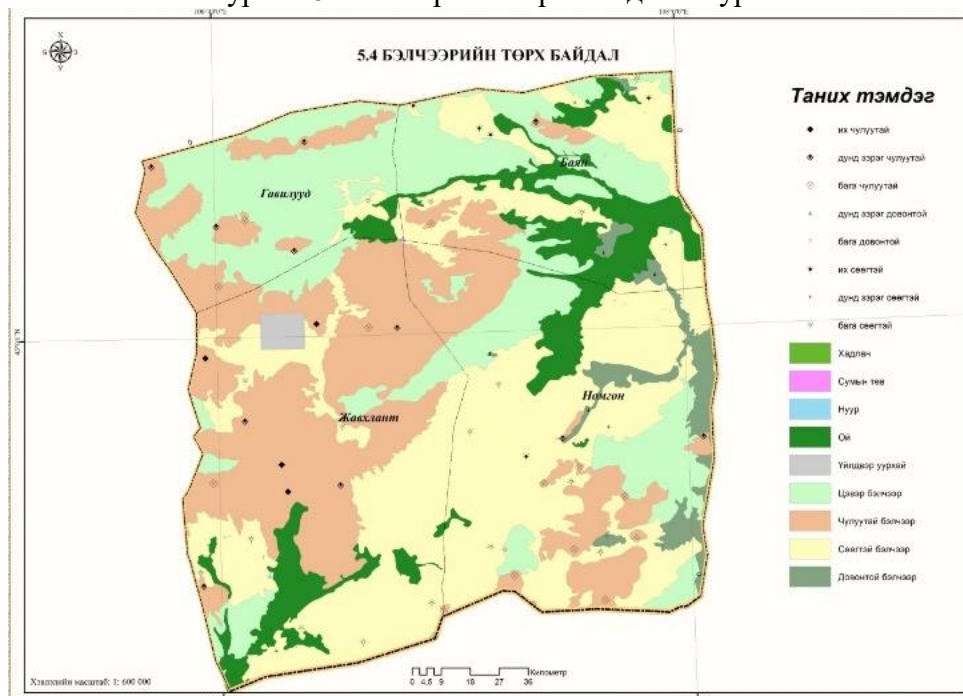 5.4 БЭЛЧЭЭРИЙН ТӨРХ БАЙДАЛ
Таних тэмдэг
их чулуутай
дунд зэрэг чулуутай
бага чулуутай
дунд зэрэг довонтой
бага довонтой
их сөөгтэй
дунд зэрэг сөөгтэй
бага сөөгтэй
Хадлан
Сумын төв
Нуур
Ой
Үйлдвэр уурхай
Цэвэр бэлчээр
Чулуутай бэлчээр
Сөөгтэй бэлчээр
Довонтой бэлчээр
Баян
Гавилууд
Номгон
Жавхлант
Километр
0 4,5 9 18 27 36
Хэвлэлийн масштаб: 1: 600 000